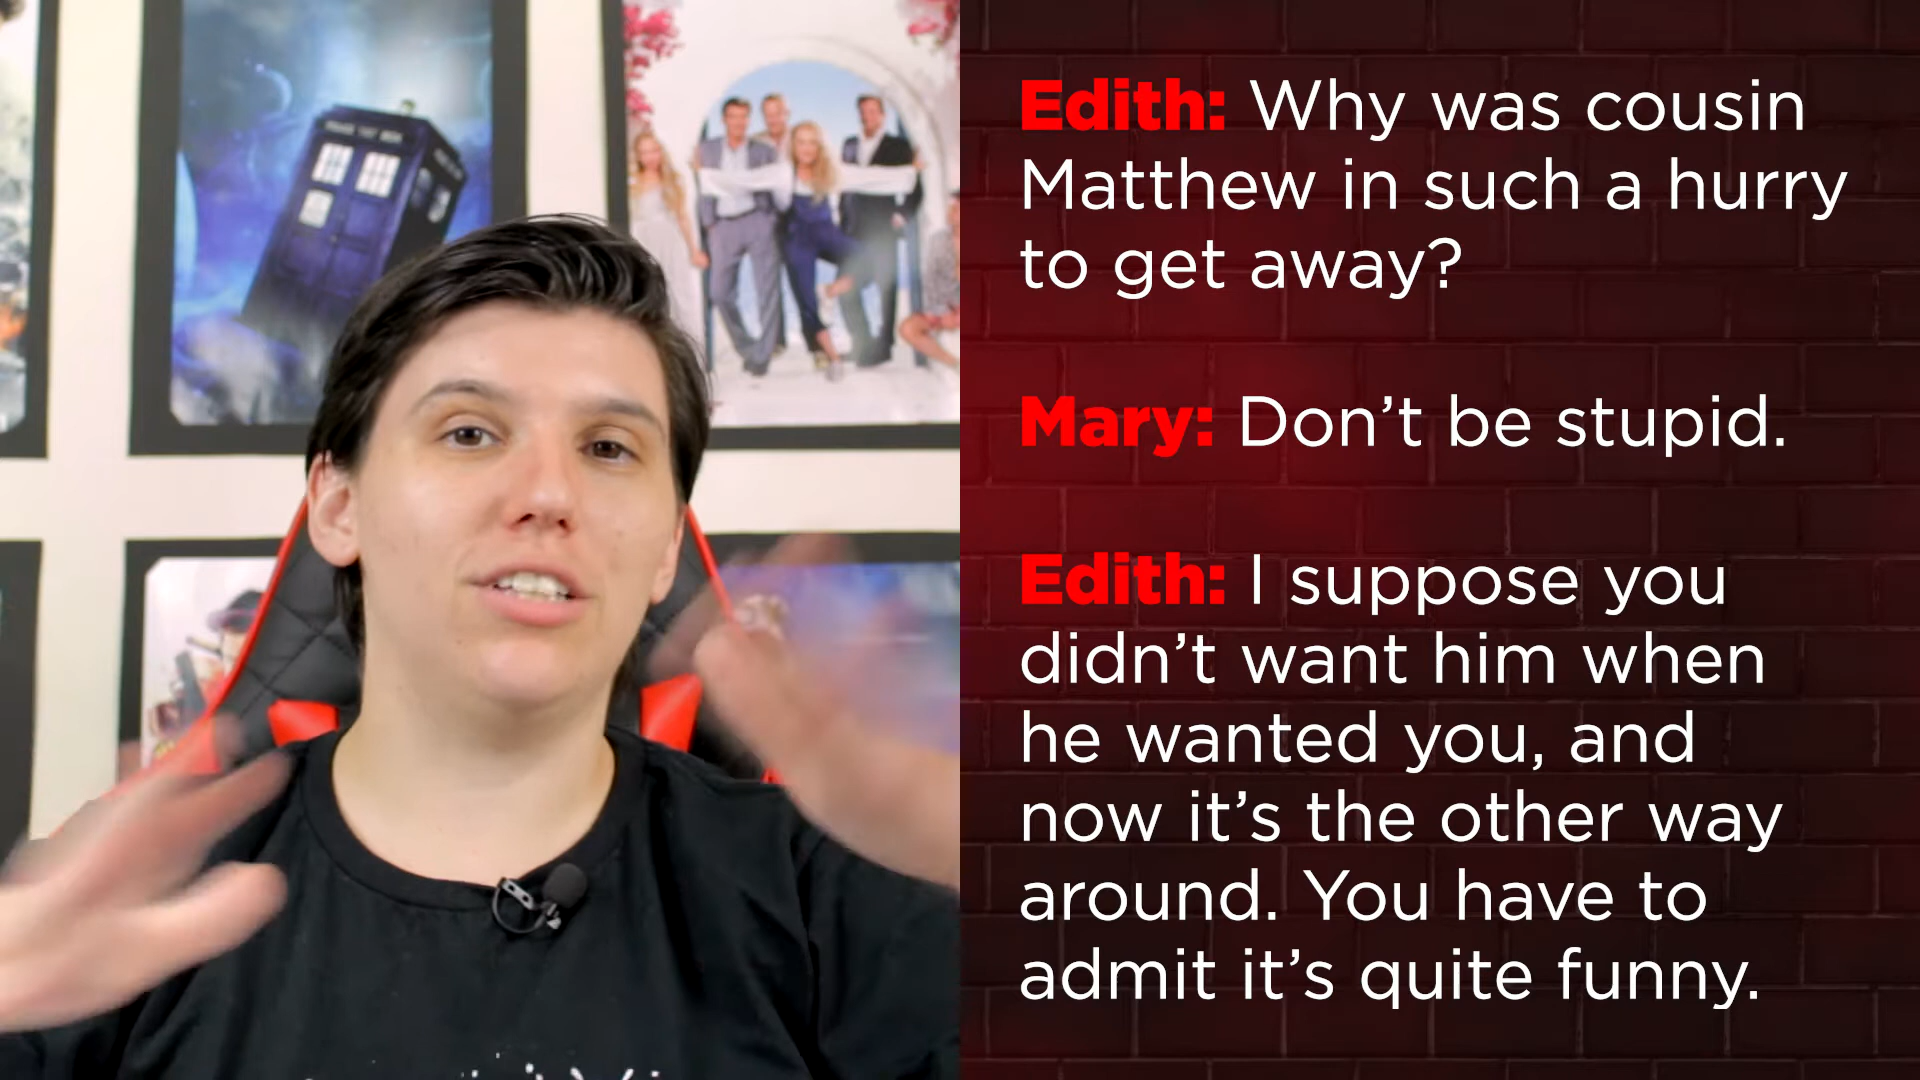 Edith: Why was cousin
Matthew in such a hurry
to get away?
Mary: Don’t be stupid.
Edith: I suppose you
didn’t want him when
he wanted you, and
now it’s the other way
around. You have to
admit it’s quite funny.